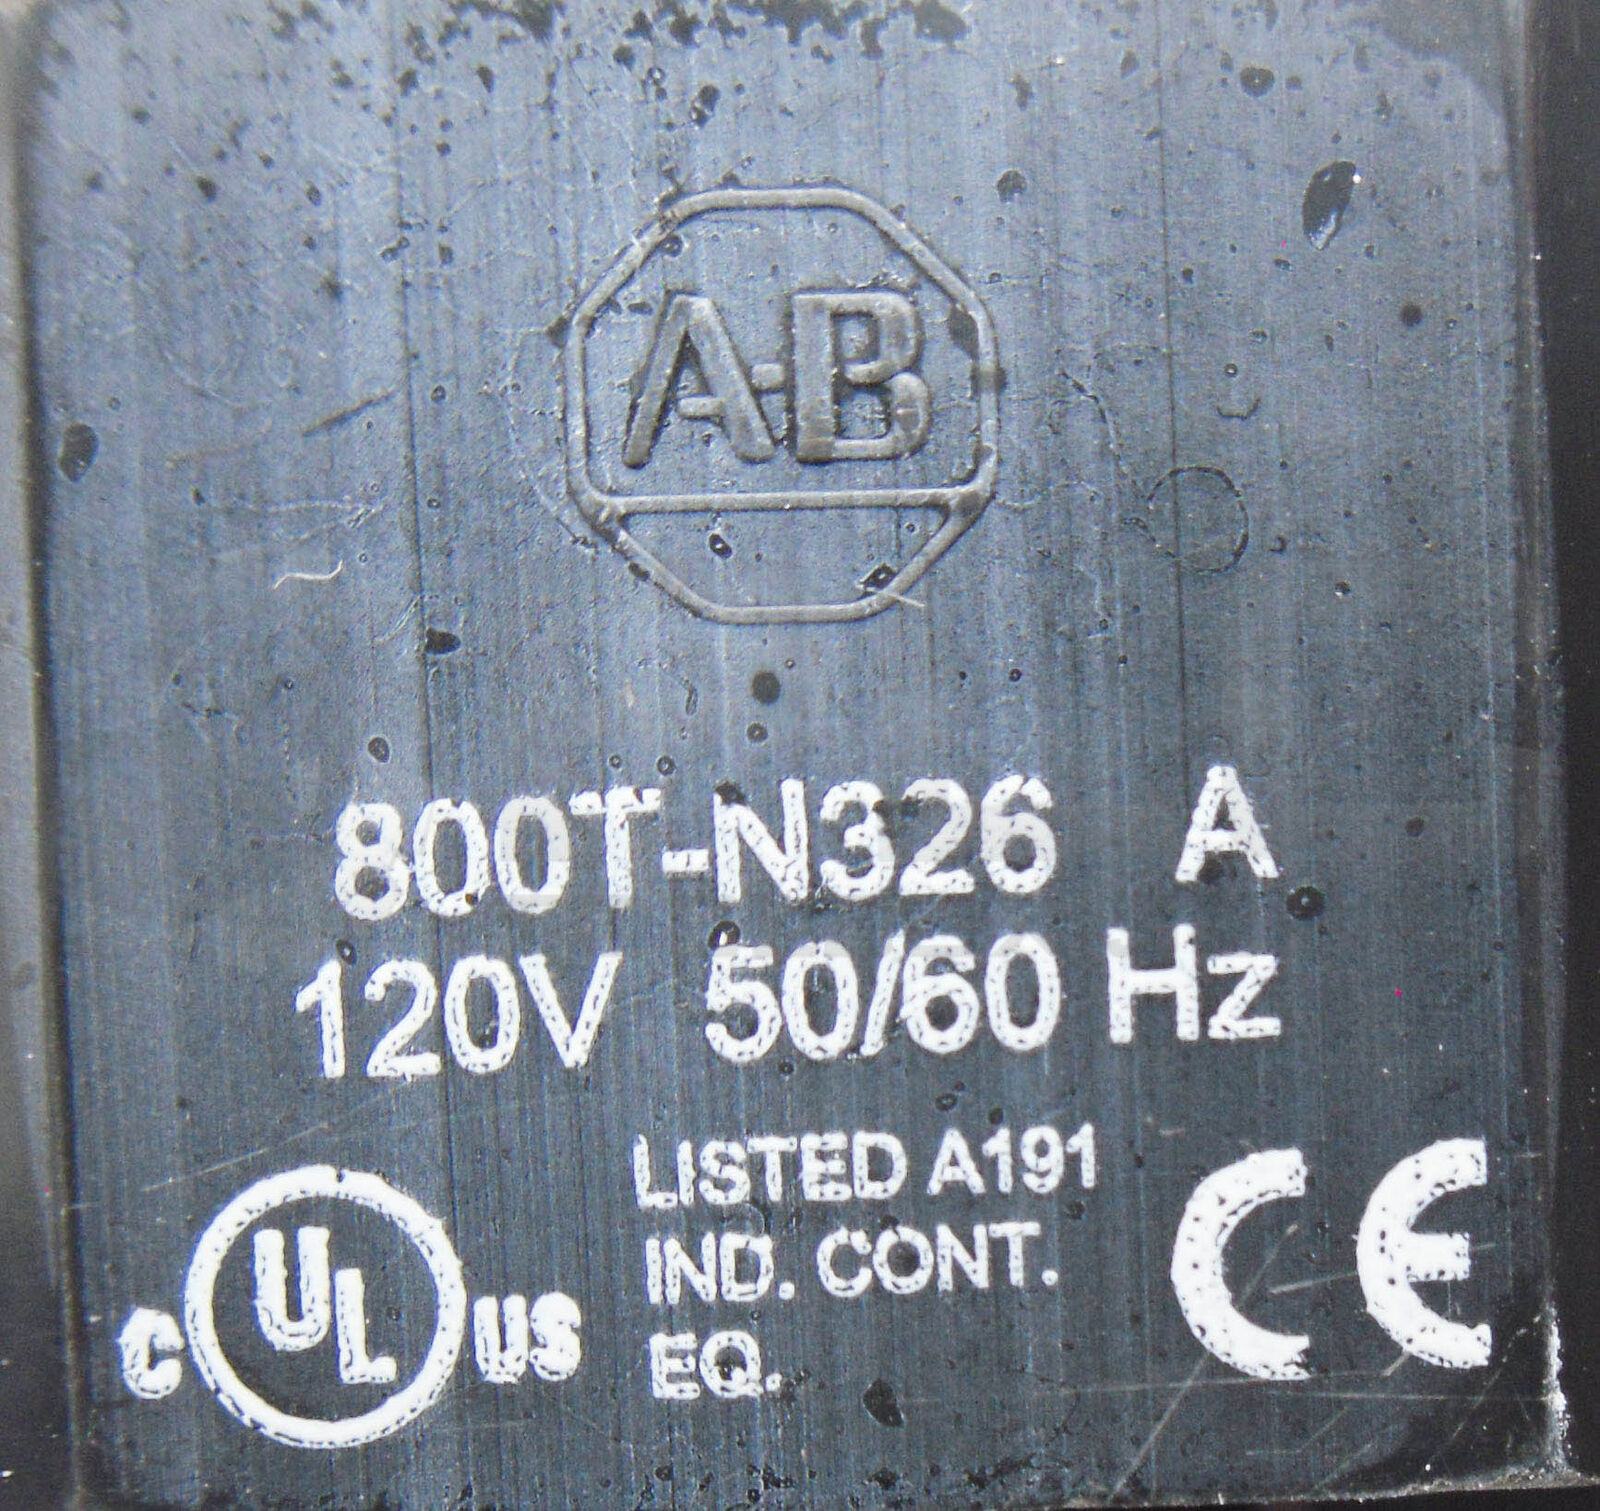 A-B
800T-N326 A
120V 50/60 Hz
LISTED A191
IND. CONT.
EQ.
C UL US
CE